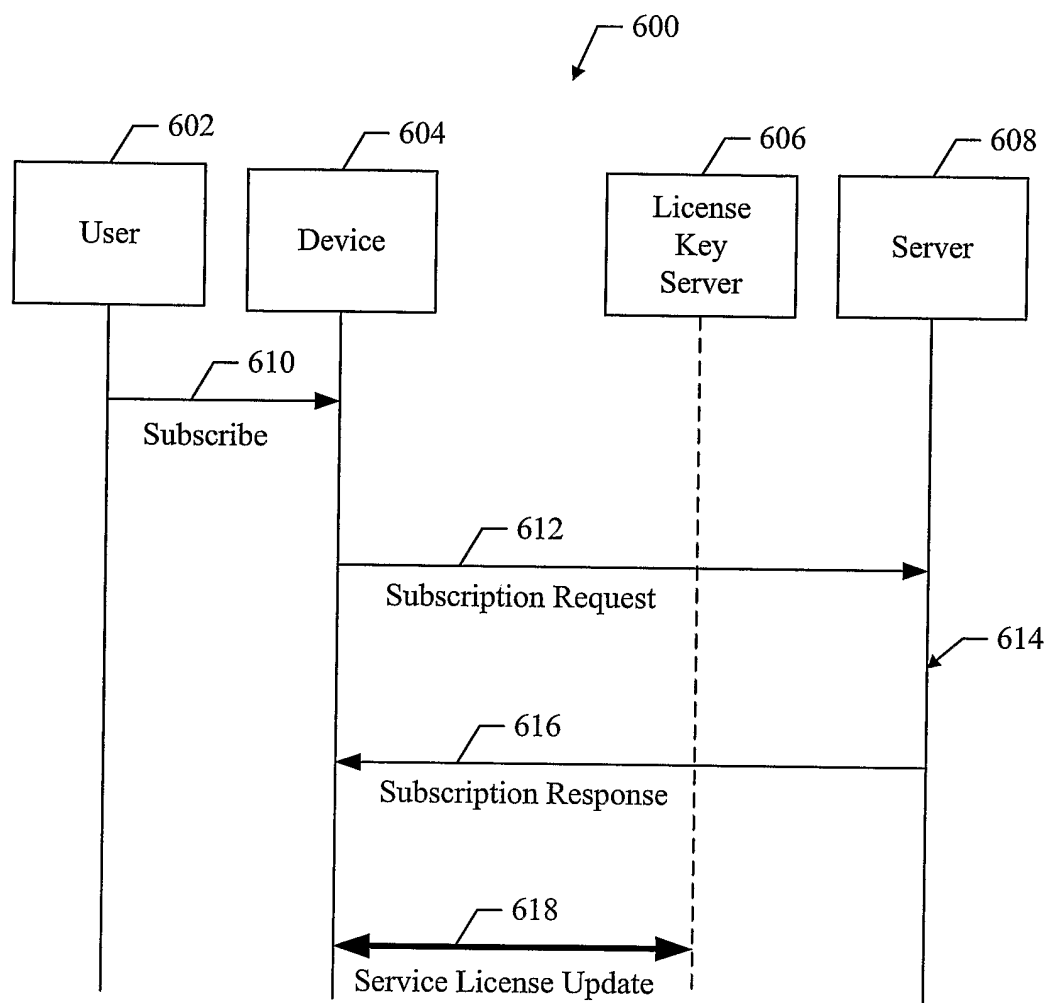 600
602
604
606
608
User
Device
License
Key
Server
Server
610
Subscribe
612
Subscription Request
614
616
Subscription Response
618
Service License Update